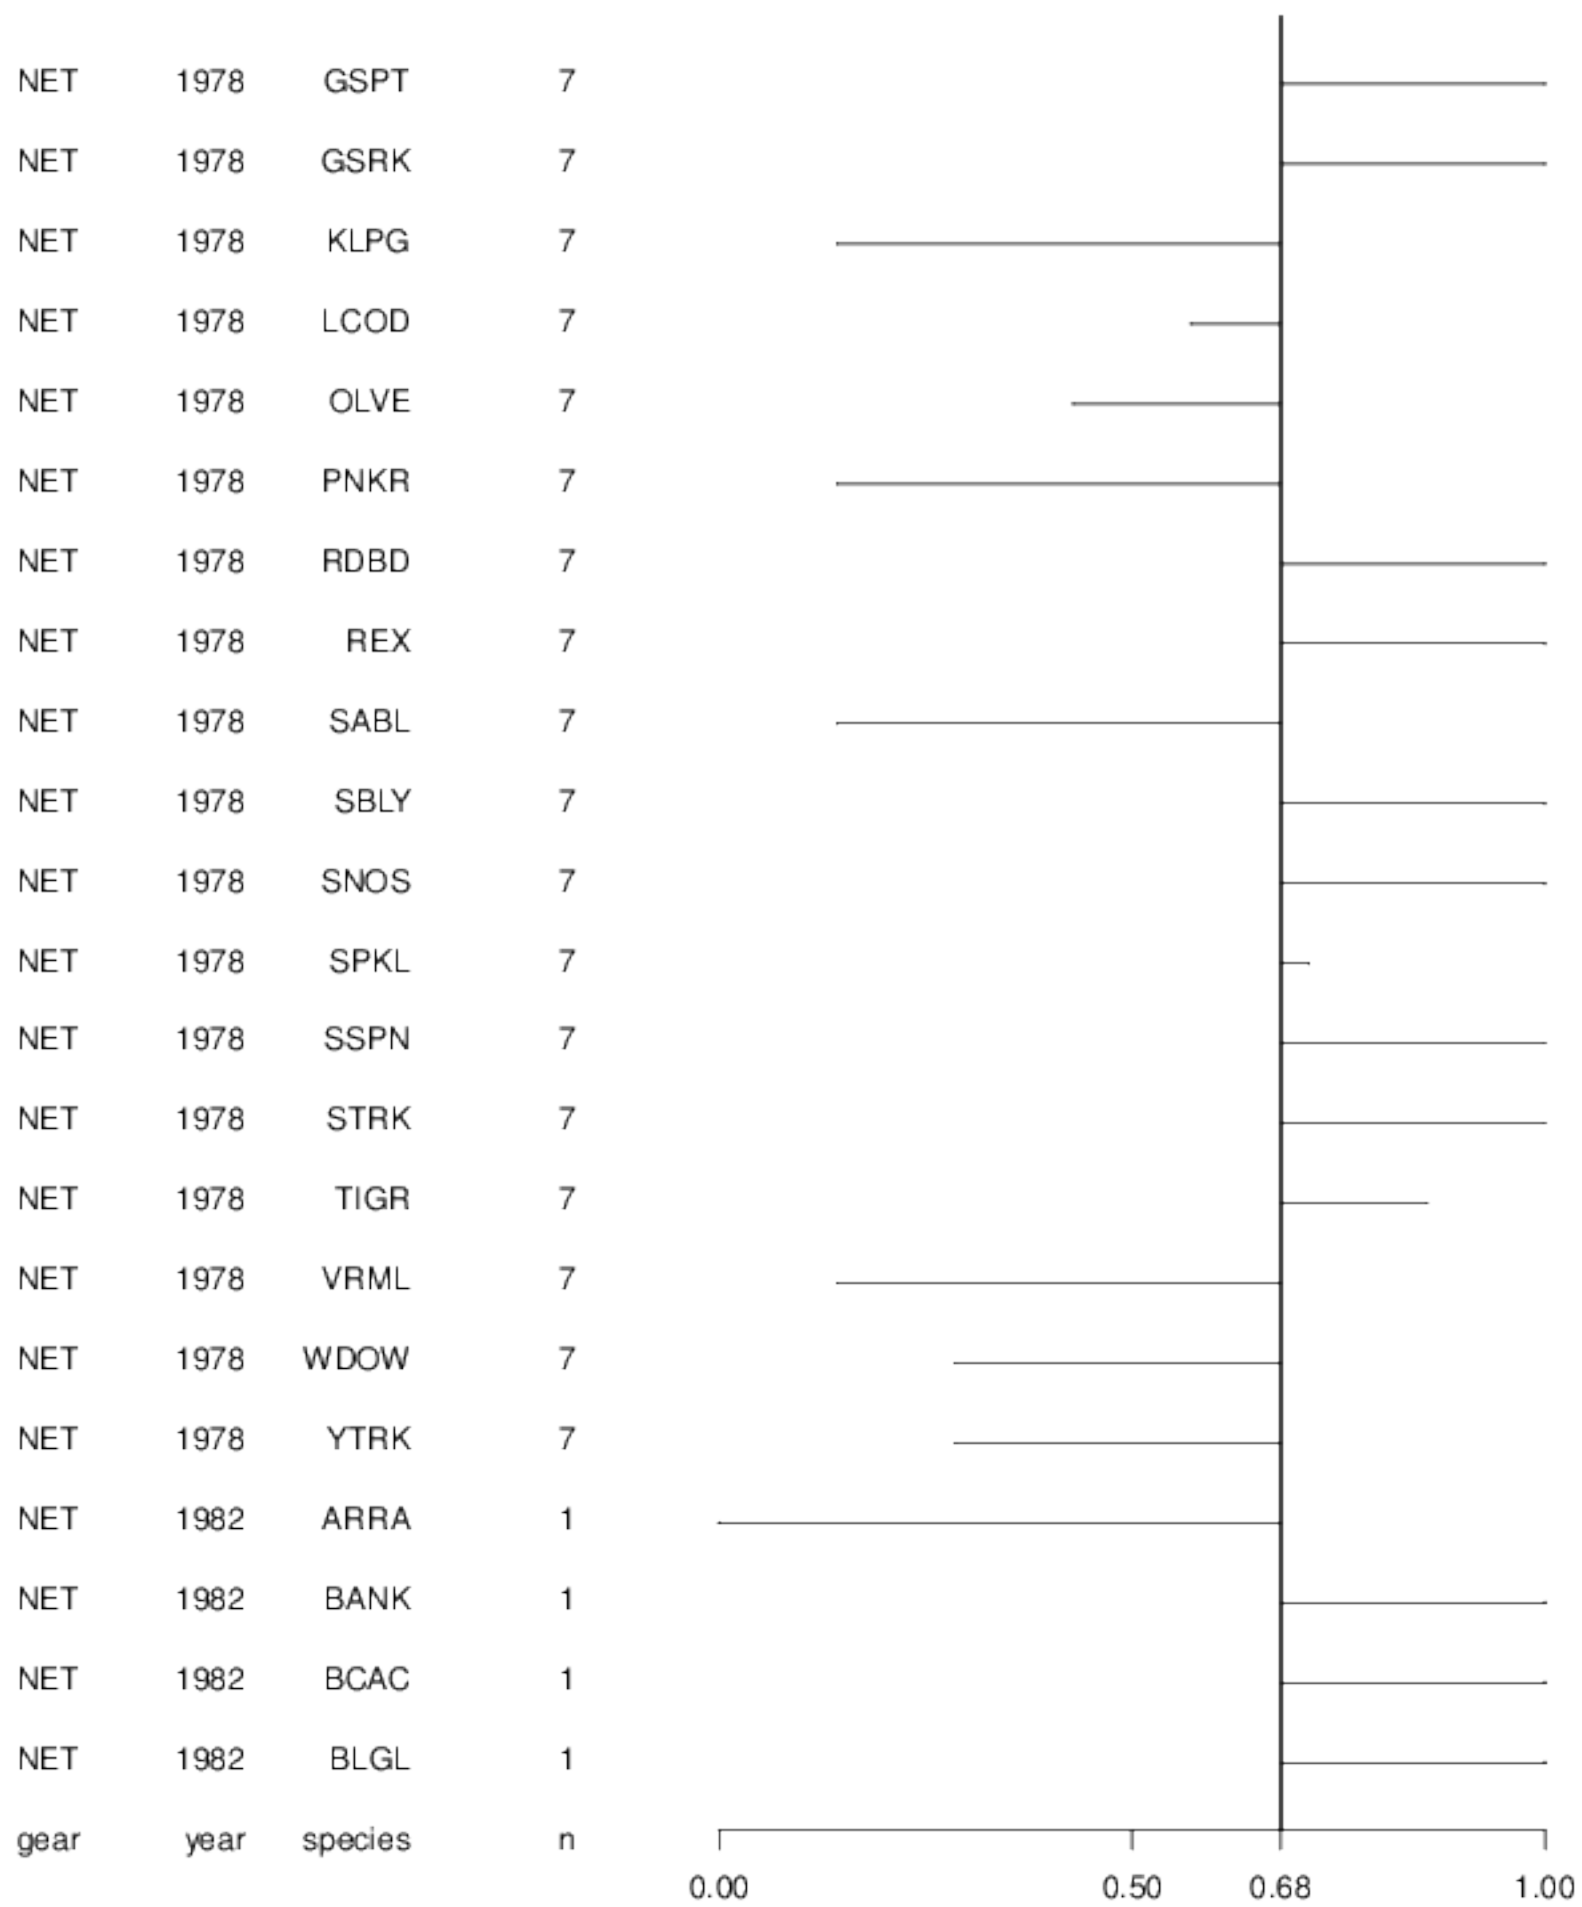 NET 1978 GSPT 7
NET 1978 GSRK 7
NET 1978 KLPG 7
NET 1978 LCOD 7
NET 1978 OLVE 7
NET 1978 PNKR 7
NET 1978 RDBD 7
NET 1978 REX 7
NET 1978 SABL 7
NET 1978 SBLY 7
NET 1978 SNOS 7
NET 1978 SPKL 7
NET 1978 SSPN 7
NET 1978 STRK 7
NET 1978 TIGR 7
NET 1978 VRML 7
NET 1978 WDOW 7
NET 1978 YTRK 7
NET 1982 ARRA 1
NET 1982 BANK 1
NET 1982 BCAC 1
NET 1982 BLGL 1
gear year species n
0.00 0.50 0.68 1.00